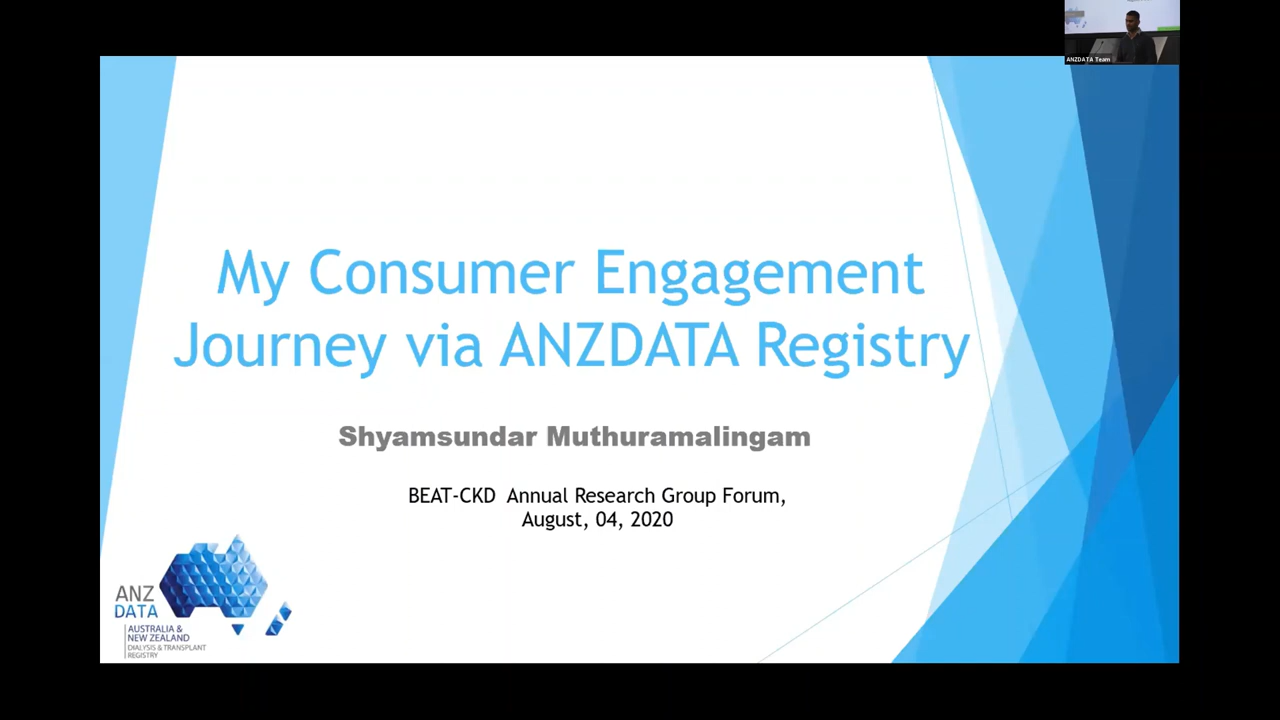 ANZDATA Team
My Consumer Engagement
Journey via ANZDATA Registry
Shyamsundar Muthuramalingam
BEAT-CKD Annual Research Group Forum,
August, 04, 2020
ANZ
DATA
AUSTRALIA &
NEW ZEALAND
DIALYSIS & TRANSPLANT
REGISTRY